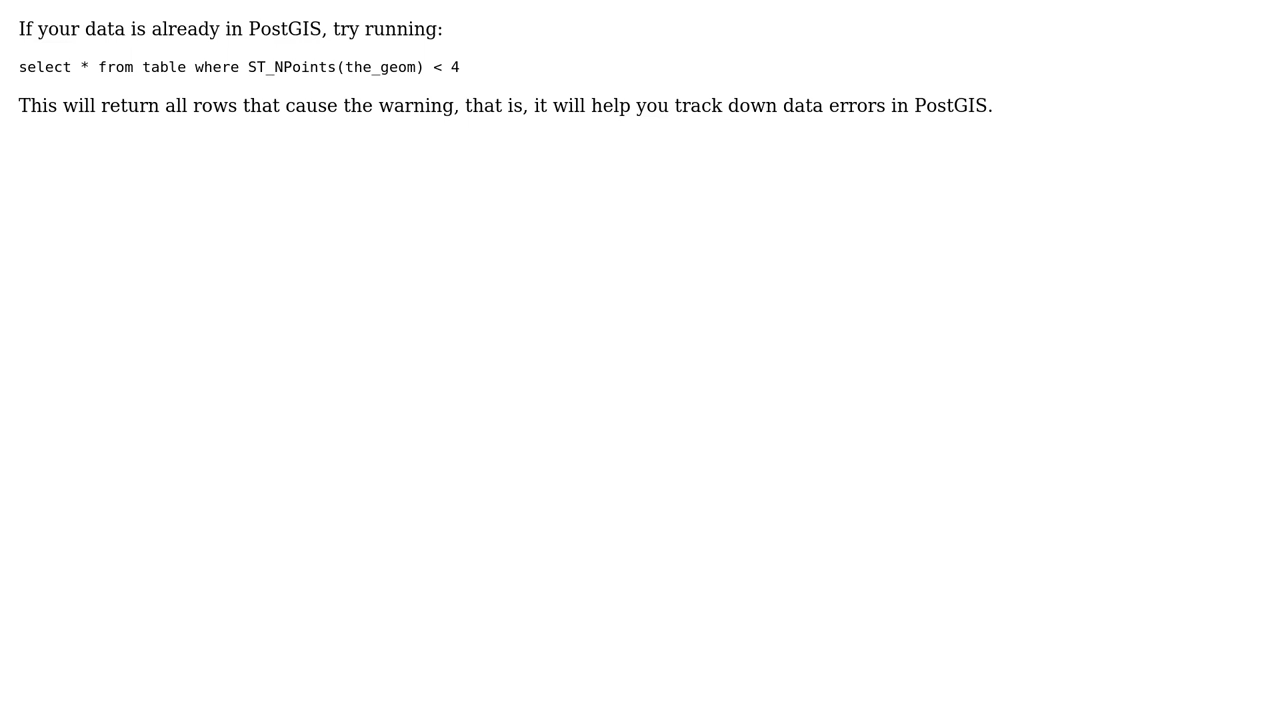 If your data is already in PostGIS, try running:
select * from table where ST_NPoints(the_geom) < 4
This will return all rows that cause the warning, that is, it will help you track down data errors in PostGIS.